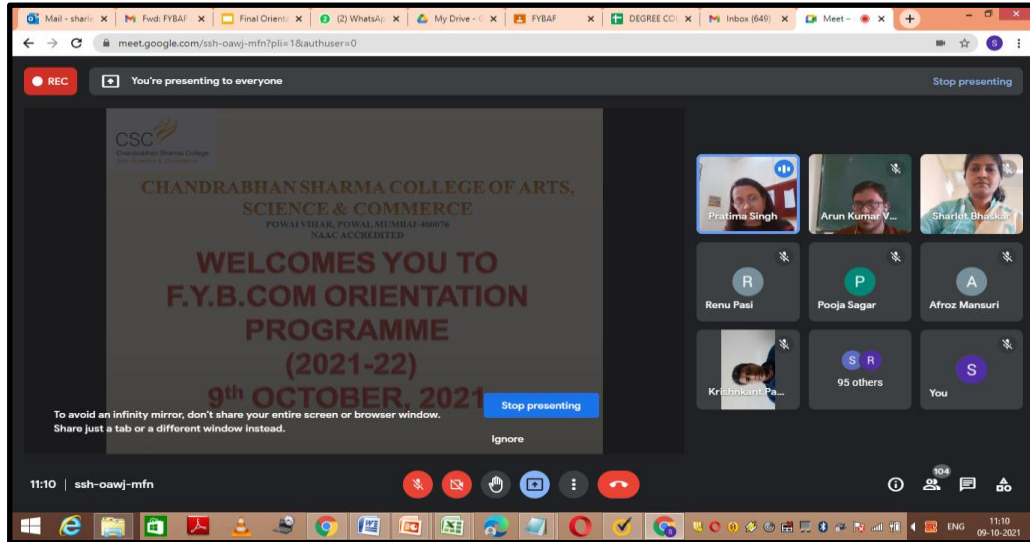 Mail - sharle
Fwd: FYBAF
Final Oriente
(2) WhatsAp
My Drive - G
FYBAF
DEGREE COL
Inbox (649)
Meet -
meet.google.com/ssh-oawj-mfn?pli=1&authuser=0
S
REC
You're presenting to everyone
Stop presenting
CSC
Chandrabhan Sharma College
CHANDRABHAN SHARMA COLLEGE OF ARTS,
SCIENCE & COMMERCE
POWAI VIHAR, POWAI, MUMBAI-400076
NAAC ACCREDITED
WELCOMES YOU TO
F.Y.B.COM ORIENTATION
PROGRAMME
(2021-22)
9th OCTOBER, 2021
To avoid an infinity mirror, don't share your entire screen or browser window.
Share just a tab or a different window instead.
Stop presenting
Ignore
Pratima Singh
Arun Kumar V...
Sharlot Bhaskar
R
Renu Pasi
P
Pooja Sagar
A
Afroz Mansuri
Krishnkant Pa...
S R
95 others
S
You
11:10 | ssh-oawj-mfn
104
ENG
11:10
09-10-2021